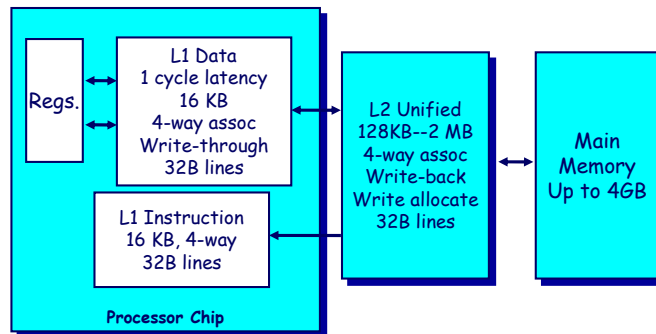 Regs.
L1 Data
1 cycle latency
16 KB
4-way assoc
Write-through
32B lines
L1 Instruction
16 KB, 4-way
32B lines
Processor Chip
L2 Unified
128KB--2 MB
4-way assoc
Write-back
Write allocate
32B lines
Main
Memory
Up to 4GB